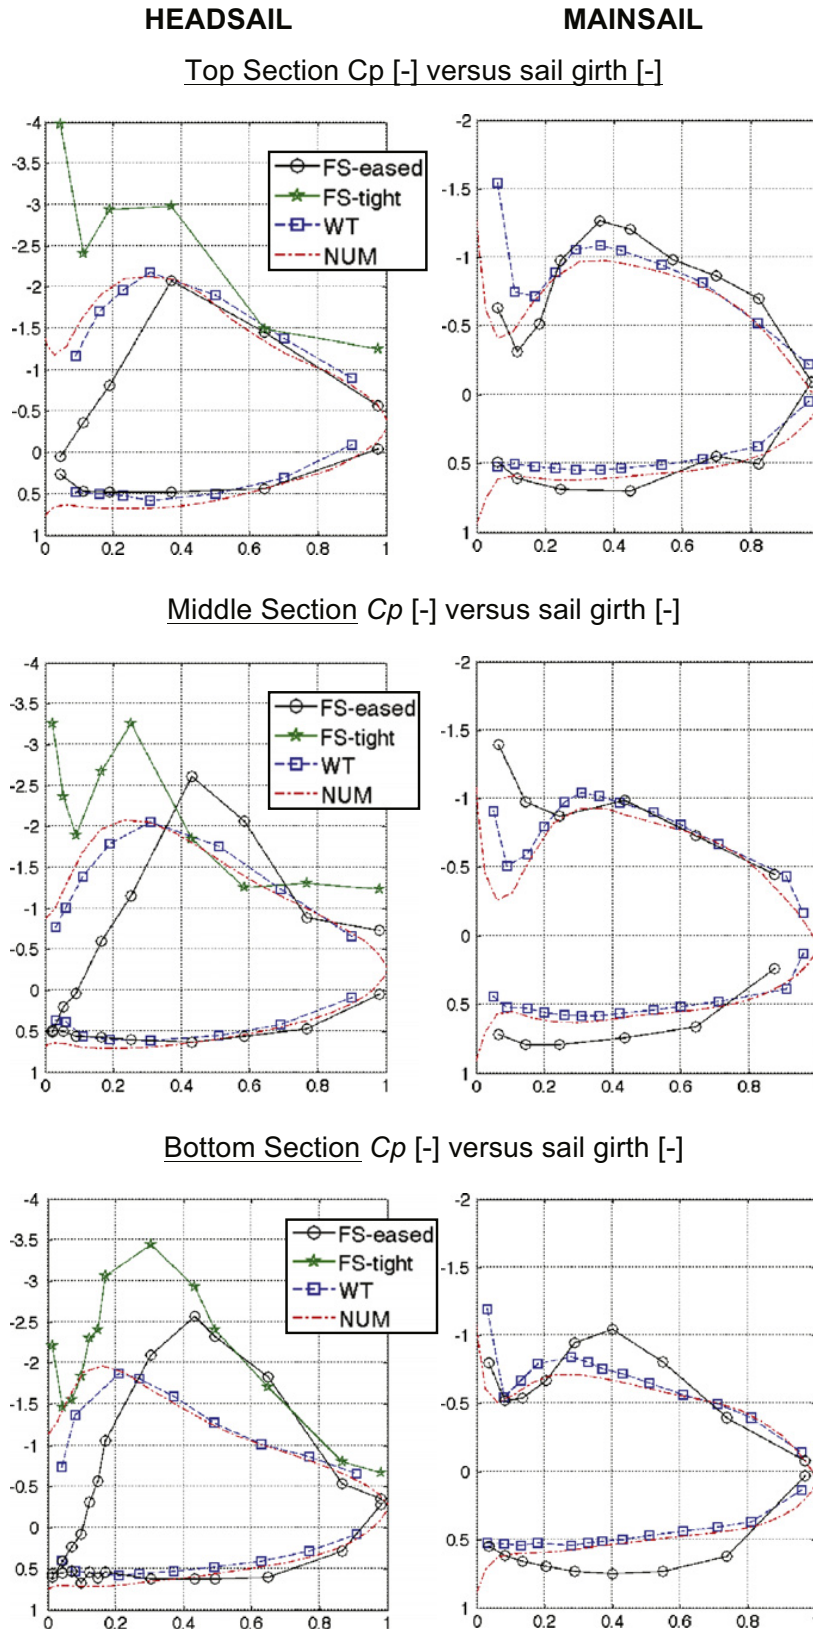 HEADSAIL MAINSAIL
Top Section Cp [-] versus sail girth [-]
-4
-3.5
-3
-2.5
-2
-1.5
-1
-0.5
0
0.5
1
0 0.2 0.4 0.6 0.8 1
FS-eased
FS-tight
WT
NUM
-2
-1.5
-1
-0.5
0
0.5
1
0 0.2 0.4 0.6 0.8
Middle Section Cp [-] versus sail girth [-]
-4
-3.5
-3
-2.5
-2
-1.5
-1
-0.5
0
0.5
1
0 0.2 0.4 0.6 0.8 1
FS-eased
FS-tight
WT
NUM
-2
-1.5
-1
-0.5
0
0.5
1
0 0.2 0.4 0.6 0.8
Bottom Section Cp [-] versus sail girth [-]
-4
-3.5
-3
-2.5
-2
-1.5
-1
-0.5
0
0.5
1
0 0.2 0.4 0.6 0.8 1
FS-eased
FS-tight
WT
NUM
-2
-1.5
-1
-0.5
0
0.5
1
0 0.2 0.4 0.6 0.8